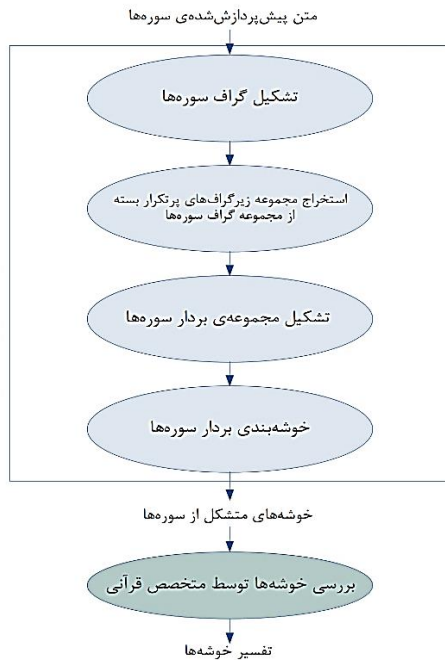 متن پیش‌پردازش‌شده‌ی سوره‌ها
تشکیل گراف سوره‌ها
استخراج مجموعه زیرگراف‌های پرتکرار بسته
از مجموعه گراف سوره‌ها
تشکیل مجموعه‌ی بردار سوره‌ها
خوشه‌بندی بردار سوره‌ها
خوشه‌های متشکل از سوره‌ها
بررسی خوشه‌ها توسط متخصص قرآنی
تفسیر خوشه‌ها